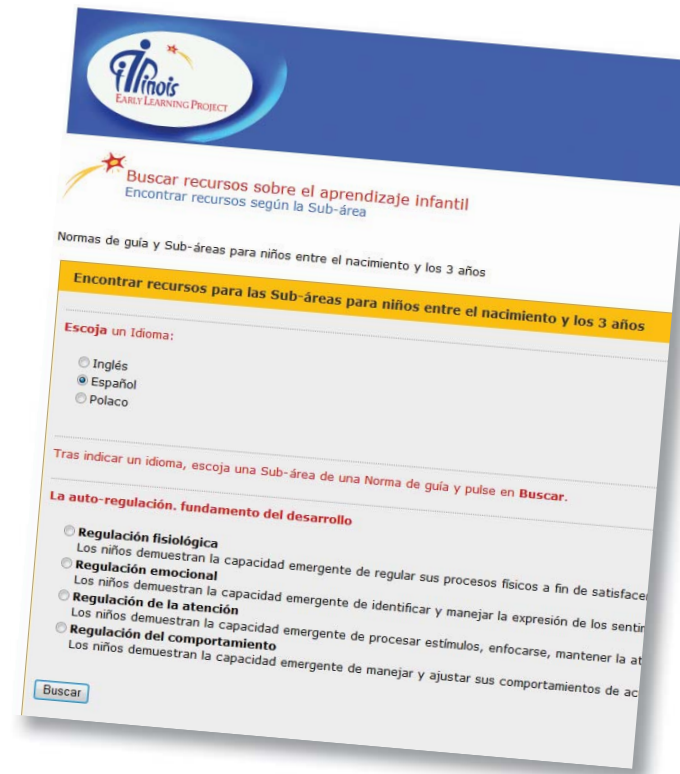 illinois
EARLY LEARNING PROJECT
Buscar recursos sobre el aprendizaje infantil
Encontrar recursos según la Sub-área
Normas de guía y Sub-áreas para niños entre el nacimiento y los 3 años
Encontrar recursos para las Sub-áreas para niños entre el nacimiento y los 3 años
Escoja un Idioma:
Inglés
Español
Polaco
Tras indicar un idioma, escoja una Sub-área de una Norma de guía y pulse en Buscar.
La auto-regulación. fundamento del desarrollo
Regulación fisiológica
Los niños demuestran la capacidad emergente de regular sus procesos físicos a fin de satisfacer
Regulación emocional
Los niños demuestran la capacidad emergente de identificar y manejar la expresión de los
Regulación de la atención
Los niños demuestran la capacidad emergente de procesar estímulos, enfocarse, mantener la
Regulación del comportamiento
Los niños demuestran la capacidad emergente de manejar y ajustar sus comportamientos de
Buscar